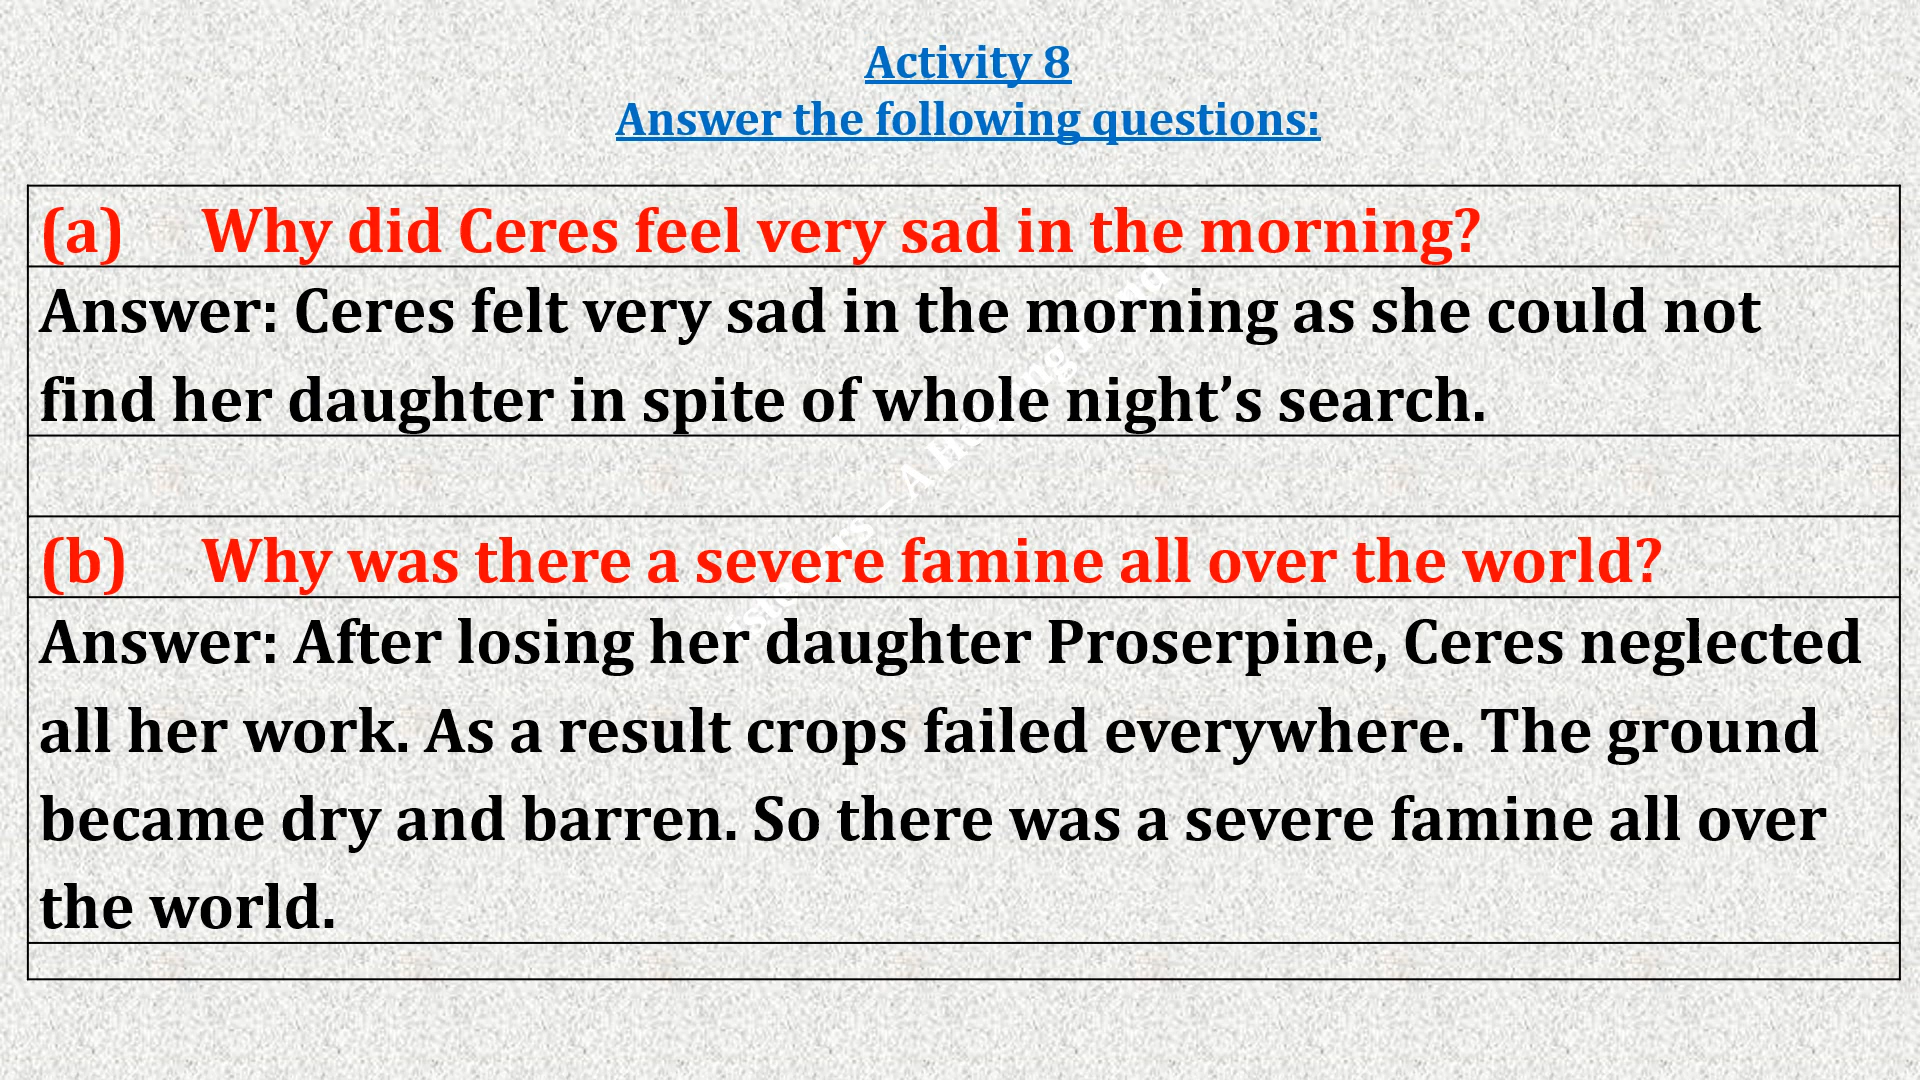 Activity 8
Answer the following questions:
(a) Why did Ceres feel very sad in the morning?
Answer: Ceres felt very sad in the morning as she could not
find her daughter in spite of whole night’s search.
(b) Why was there a severe famine all over the world?
Answer: After losing her daughter Proserpine, Ceres neglected
all her work. As a result crops failed everywhere. The ground
became dry and barren. So there was a severe famine all over
the world.